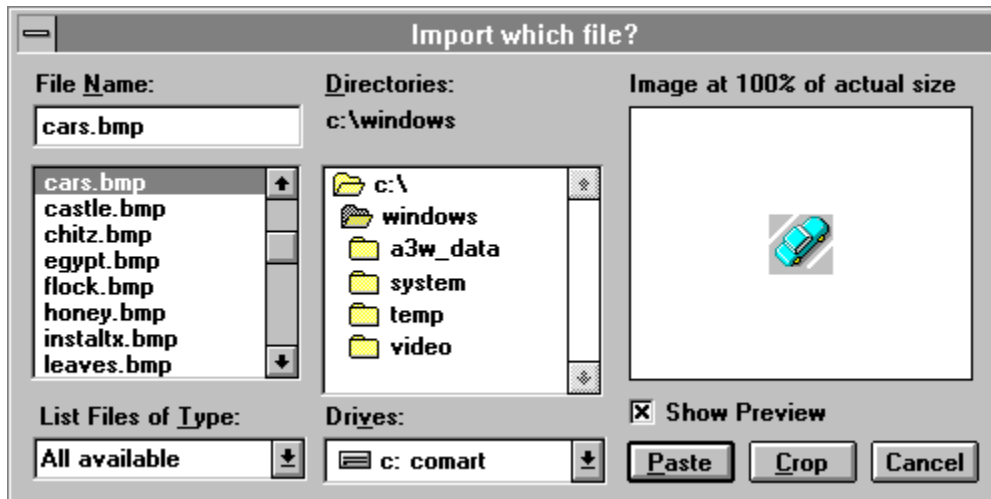 Import which file?
File Name:
cars.bmp
cars.bmp
castle.bmp
chitz.bmp
egypt.bmp
flock.bmp
honey.bmp
instaltx.bmp
leaves.bmp
List Files of Type:
All available
Directories:
c:\windows
c:\
windows
a3w_data
system
temp
video
Drives:
c: comart
Image at 100% of actual size
Show Preview
Paste
Crop
Cancel